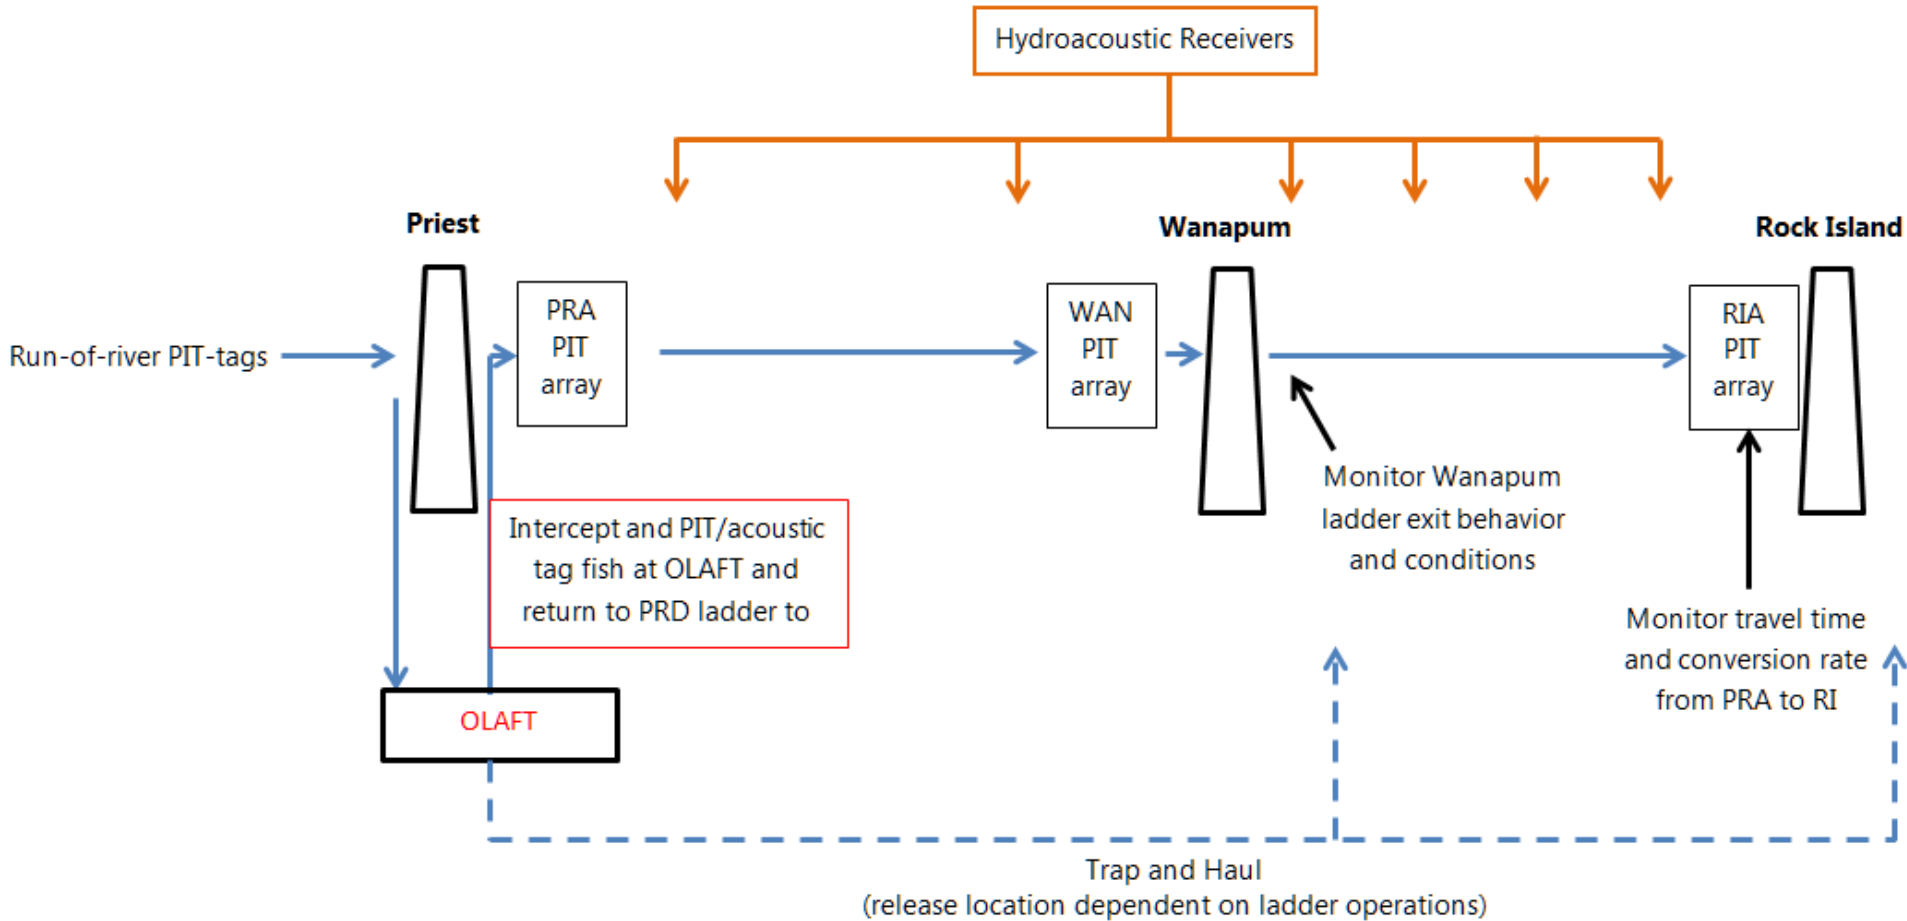 Hydroacoustic Receivers
Priest
Wanapum
Rock Island
Run-of-river PIT-tags
PRA
PIT
array
WAN
PIT
array
RIA
PIT
array
Monitor Wanapum
ladder exit behavior
and conditions
Intercept and PIT/acoustic
tag fish at OLAFT and
return to PRD ladder to
Monitor travel time
and conversion rate
from PRA to RI
OLAFT
Trap and Haul
(release location dependent on ladder operations)